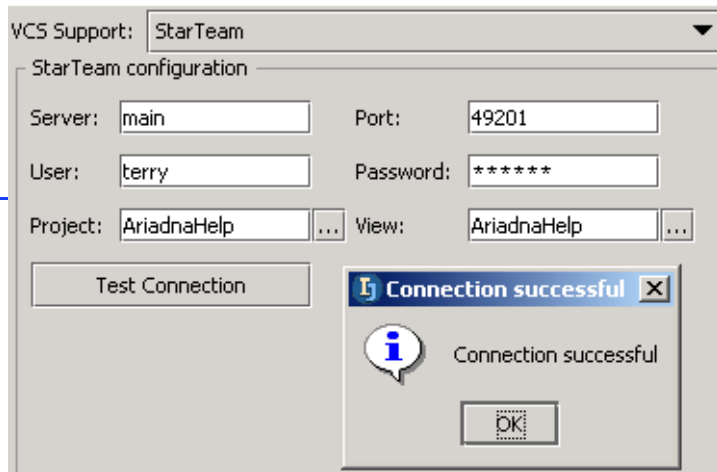 VCS Support: StarTeam
StarTeam configuration
Server: main Port: 49201
User: terry Password: ******
Project: AriadnaHelp ... View: AriadnaHelp ...
Test Connection
Connection successful
Connection successful
OK